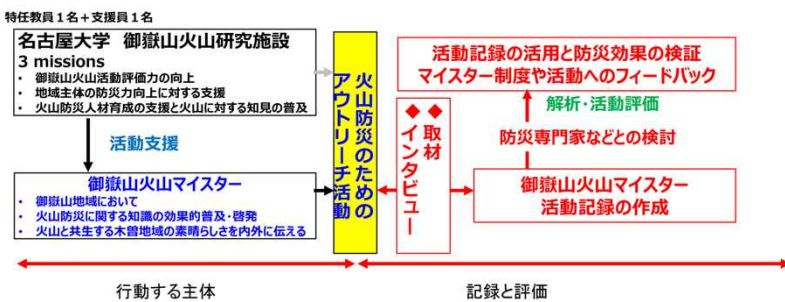 特任教員1名+支援員1名
名古屋大学 御嶽山火山研究施設
3 missions
・ 御嶽山火山活動評価力の向上
・ 地域主体の防災力向上に対する支援
・ 火山防災人材育成の支援と火山に対する知見の普及
活動支援
御嶽山火山マイスター
・ 御嶽山地域において
・ 火山防災に関する知識の効果的普及・啓発
・ 火山と共生する木曽地域の素晴らしさを内外に伝える
火山防災のための
アウトリーチ活動
◆取材
◆インタビュー
活動記録の活用と防災効果の検証
マイスター制度や活動へのフィードバック
解析・活動評価
防災専門家などとの検討
御嶽山火山マイスター
活動記録の作成
行動する主体
記録と評価